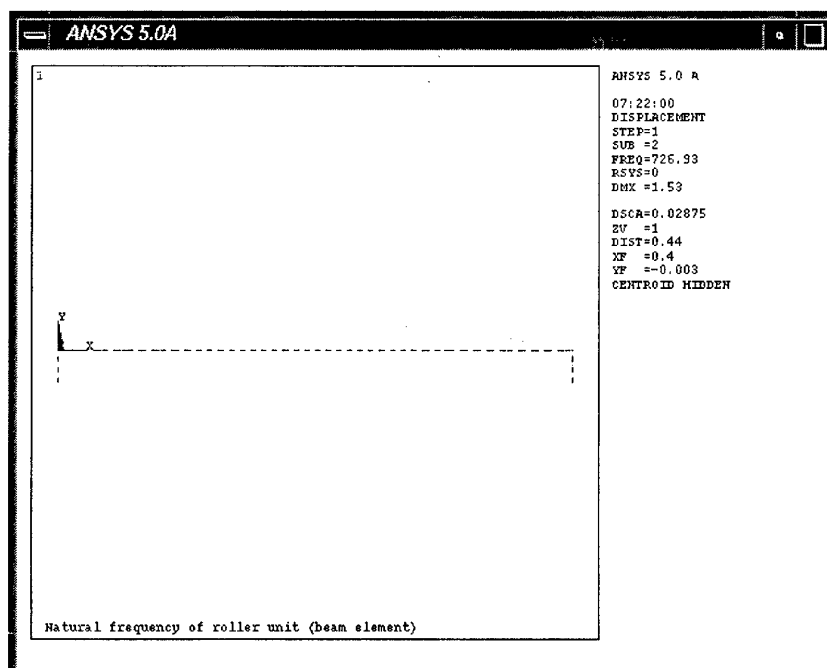 ANSYS 5.0A
1
ANSYS 5.0 A
07:22:00
DISPLACEMENT
STEP=1
SUB =2
FREQ=726.93
RSYS=0
DMX =1.53
DSCA=0.02875
ZV =1
DIST=0.44
XF =0.4
YF =-0.003
CENTROID HIDDEN
Y
X
Natural frequency of roller unit (beam element)